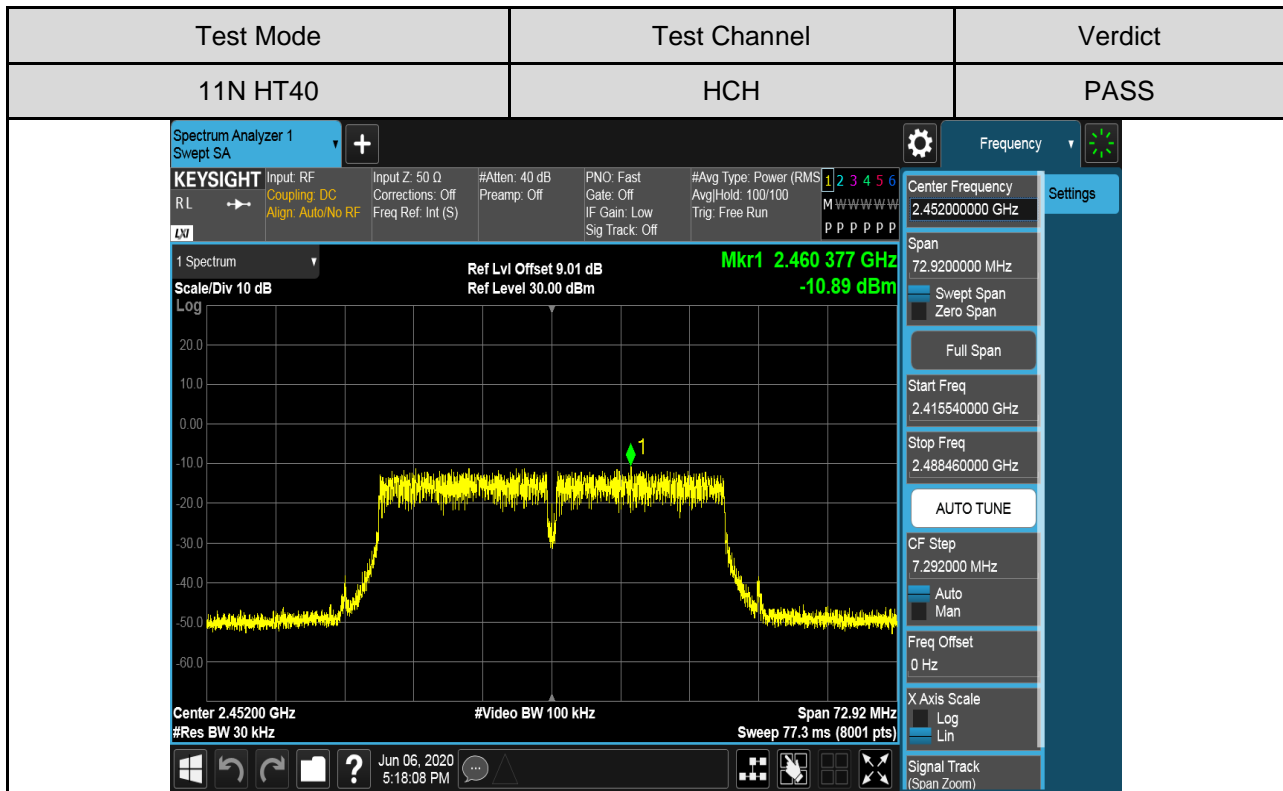 Test Mode Test Channel Verdict
11N HT40 HCH PASS
Spectrum Analyzer 1
Swept SA
Frequency
KEYSIGHT
RL
LXI
Input: RF
Coupling: DC
Align: Auto/No RF
Input Z: 50 Ω
Corrections: Off
Freq Ref: Int (S)
#Atten: 40 dB
Preamp: Off
PNO: Fast
Gate: Off
IF Gain: Low
Sig Track: Off
#Avg Type: Power (RMS
Avg|Hold: 100/100
Trig: Free Run
1 2 3 4 5 6
M W W W W W
P P P P P P
1 Spectrum
Scale/Div 10 dB
Log
Ref Lvl Offset 9.01 dB
Ref Level 30.00 dBm
Mkr1 2.460 377 GHz
-10.89 dBm
20.0
10.0
0.00
-10.0
-20.0
-30.0
-40.0
-50.0
-60.0
1
Center 2.45200 GHz
#Res BW 30 kHz
#Video BW 100 kHz
Span 72.92 MHz
Sweep 77.3 ms (8001 pts)
Jun 06, 2020
5:18:08 PM
Center Frequency
2.452000000 GHz
Span
72.9200000 MHz
Swept Span
Zero Span
Full Span
Start Freq
2.415540000 GHz
Stop Freq
2.488460000 GHz
AUTO TUNE
CF Step
7.292000 MHz
Auto
Man
Freq Offset
0 Hz
X Axis Scale
Log
Lin
Signal Track
(Span Zoom)
Settings